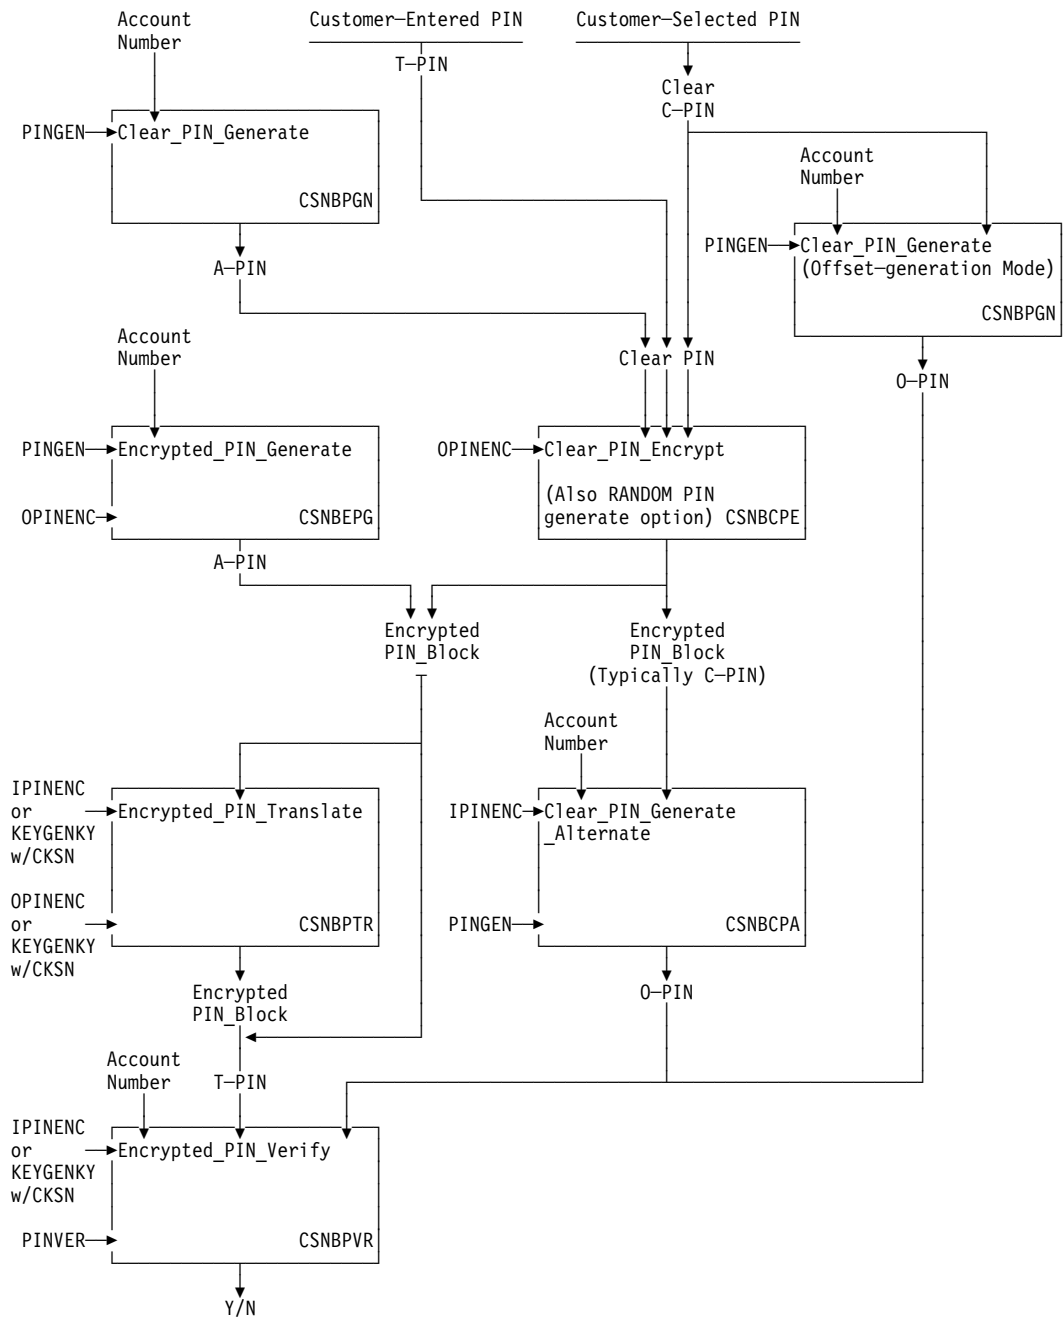 Account
Number
Customer—Entered PIN
Customer—Selected PIN
T—PIN
Clear
C—PIN
PINGEN
Clear_PIN_Generate
CSNBPGN
Account
Number
PINGEN
Clear_PIN_Generate
(Offset—generation Mode)
CSNBPGN
A—PIN
Account
Number
Clear PIN
O—PIN
PINGEN
Encrypted_PIN_Generate
OPINENC
CSNBEPG
OPINENC
Clear_PIN_Encrypt
(Also RANDOM PIN
generate option) CSNBCPE
A—PIN
Encrypted
PIN_Block
Encrypted
PIN_Block
(Typically C—PIN)
Account
Number
IPINENC
or
KEYGENKY
w/CKSN
Encrypted_PIN_Translate
OPINENC
or
KEYGENKY
w/CKSN
CSNBPTR
IPINENC
Clear_PIN_Generate
_Alternate
PINGEN
CSNBCPA
Encrypted
PIN_Block
O—PIN
Account
Number
T—PIN
IPINENC
or
KEYGENKY
w/CKSN
Encrypted_PIN_Verify
PINVER
CSNBPVR
Y/N